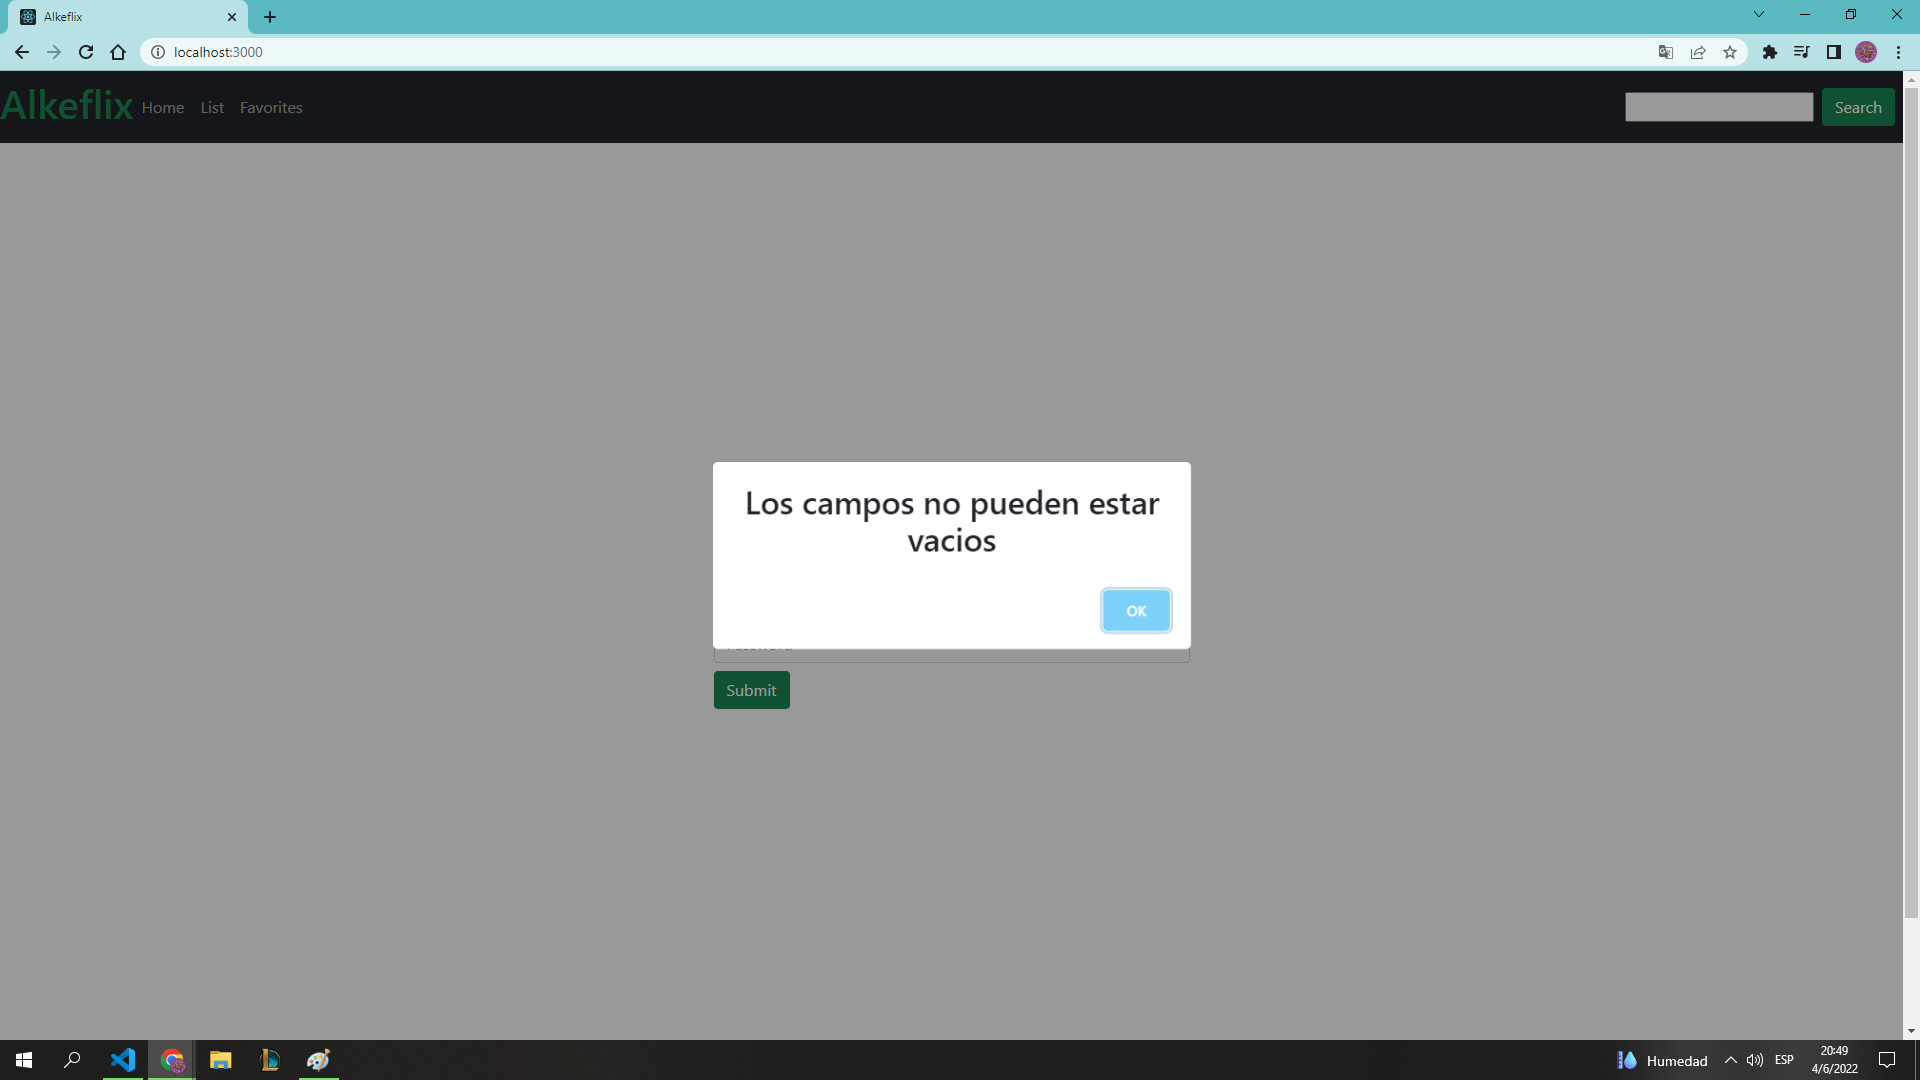 Alkeflix
localhost:3000
Alkeflix Home List Favorites
Search
Los campos no pueden estar
vacios
OK
Submit
Humedad
ESP
20:49
4/6/2022